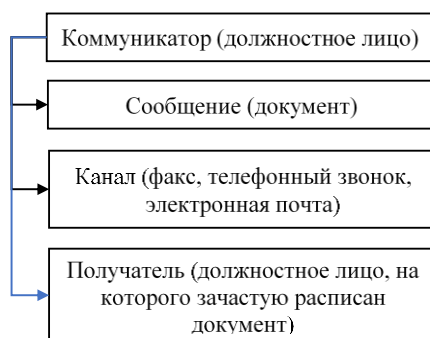 Коммуникатор (должностное лицо)
Сообщение (документ)
Канал (факс, телефонный звонок,
электронная почта)
Получатель (должностное лицо, на
которого зачастую расписан
документ)